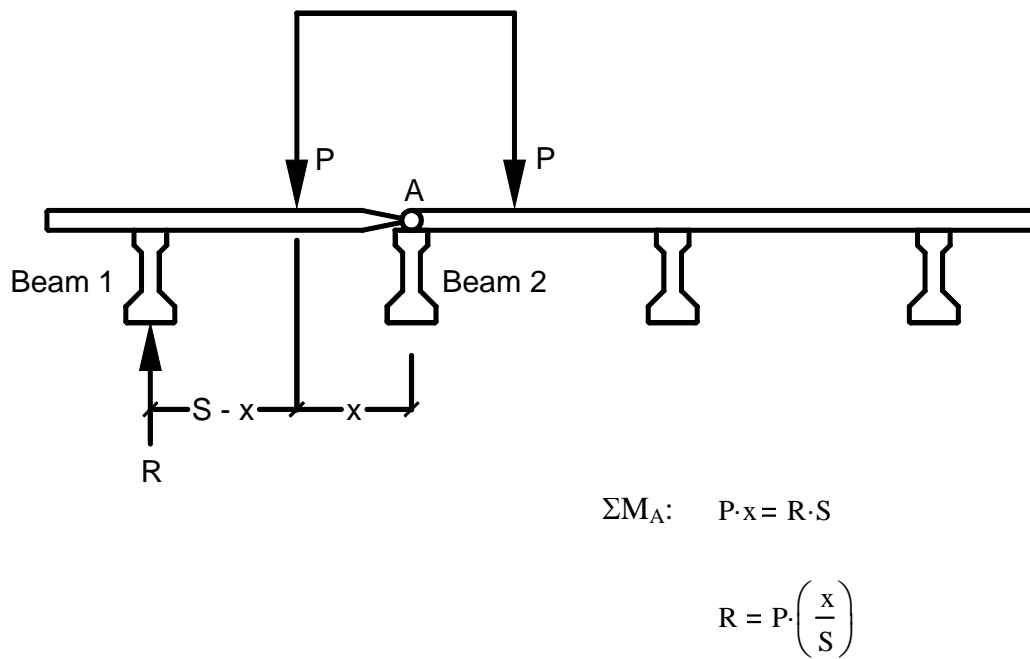 P
P
A
Beam 1
Beam 2
S - x
x
R
ΣM_A: P·x = R·S
R = P·(x/S)